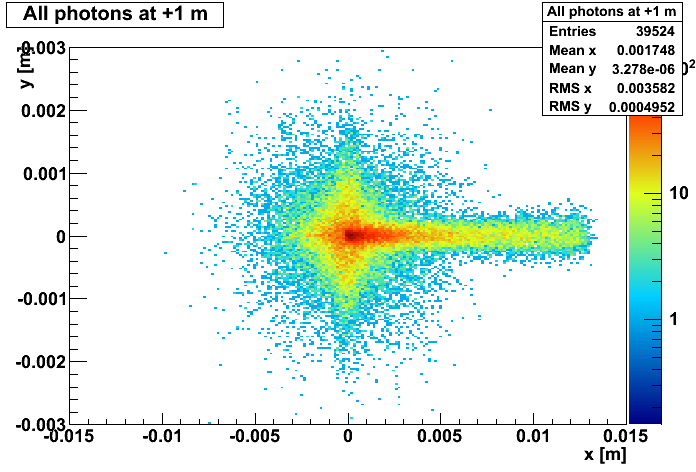 All photons at +1 m
All photons at +1 m
Entries 39524
Mean x 0.001748
Mean y 3.278e-06
RMS x 0.003582
RMS y 0.0004952
y [m]
0.003
0.002
0.001
0
-0.001
-0.002
-0.003
-0.015 -0.01 -0.005 0 0.005 0.01 0.015
x [m]
10
1